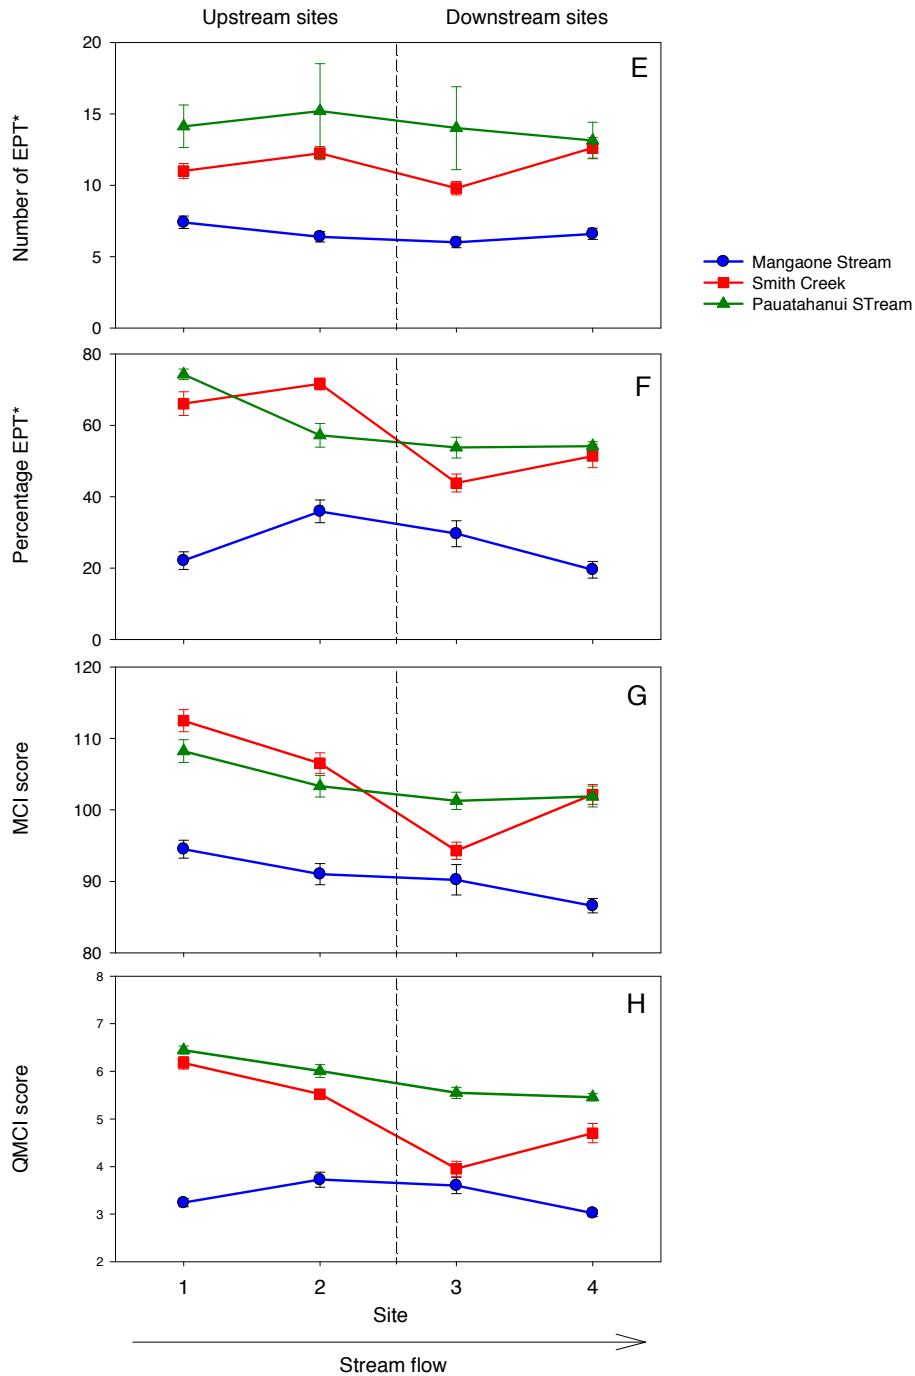 Upstream sites Downstream sites
20
15
10
5
0
Number of EPT*
E
Mangaone Stream
Smith Creek
Pauatahanui STream
80
60
40
20
0
Percentage EPT*
F
120
110
100
90
80
MCI score
G
8
7
6
5
4
3
2
QMCI score
H
1 2 3 4
Site
Stream flow